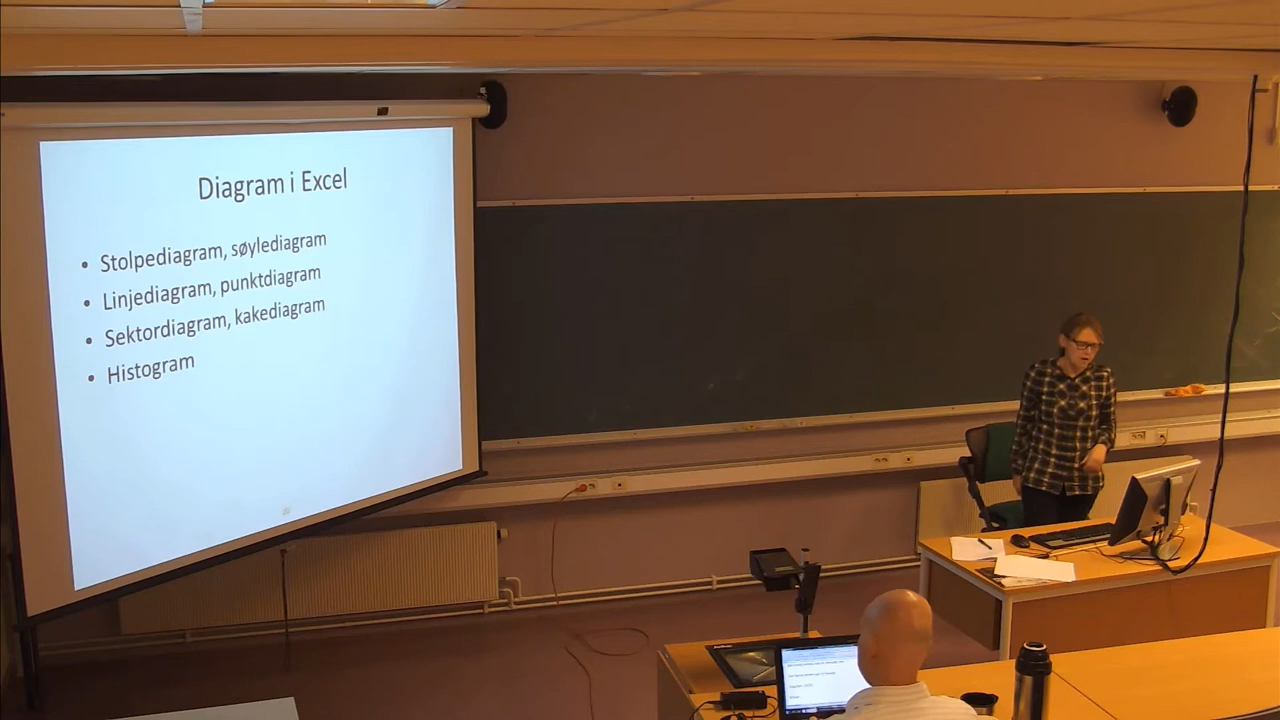 Diagram i Excel
• Stolpediagram, søylediagram
• Linjediagram, punktdiagram
• Sektordiagram, kakediagram
• Histogram